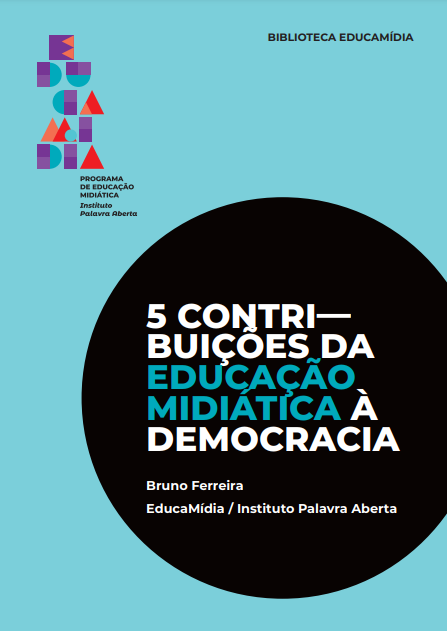 BIBLIOTECA EDUCAMÍDIA
EDUCAMÍDIA
PROGRAMA
DE EDUCAÇÃO
MIDIÁTICA
Instituto
Palavra Aberta
5 CONTRI—
BUIÇÕES DA
EDUCAÇÃO
MIDIÁTICA À
DEMOCRACIA
Bruno Ferreira
EducaMídia / Instituto Palavra Aberta